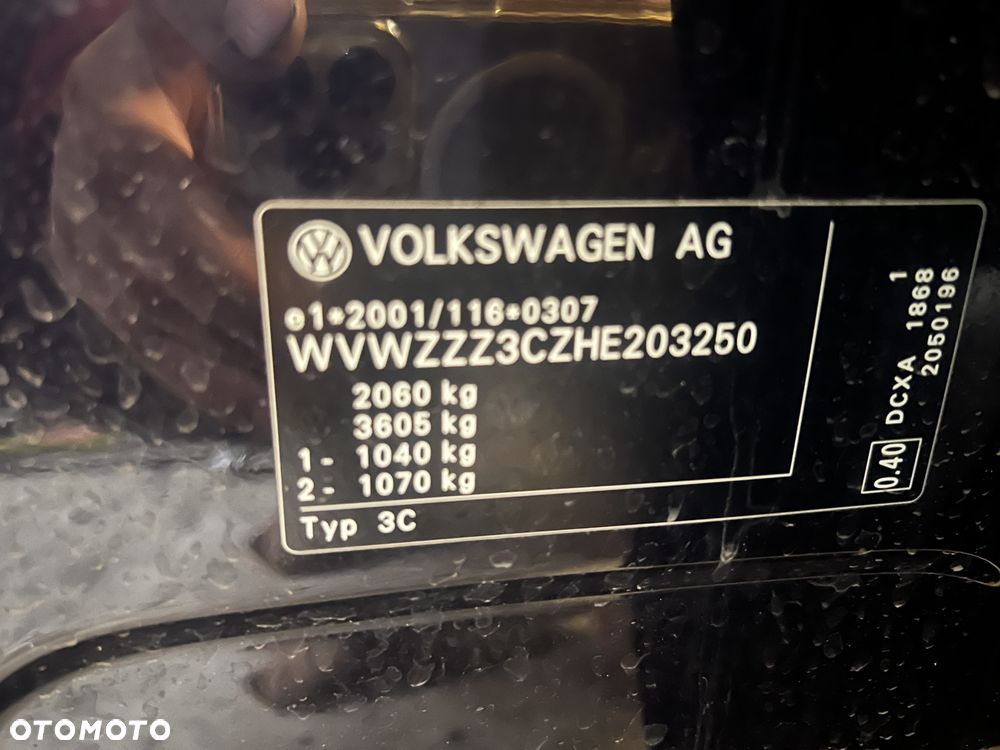 VOLKSWAGEN AG
e1*2001/116*0307
WVWZZZ3CZHE203250
2060 kg
3605 kg
1 - 1040 kg
2 - 1070 kg
Typ 3C
0.40 DCXA 1868 1
2050196
OTOMOTO